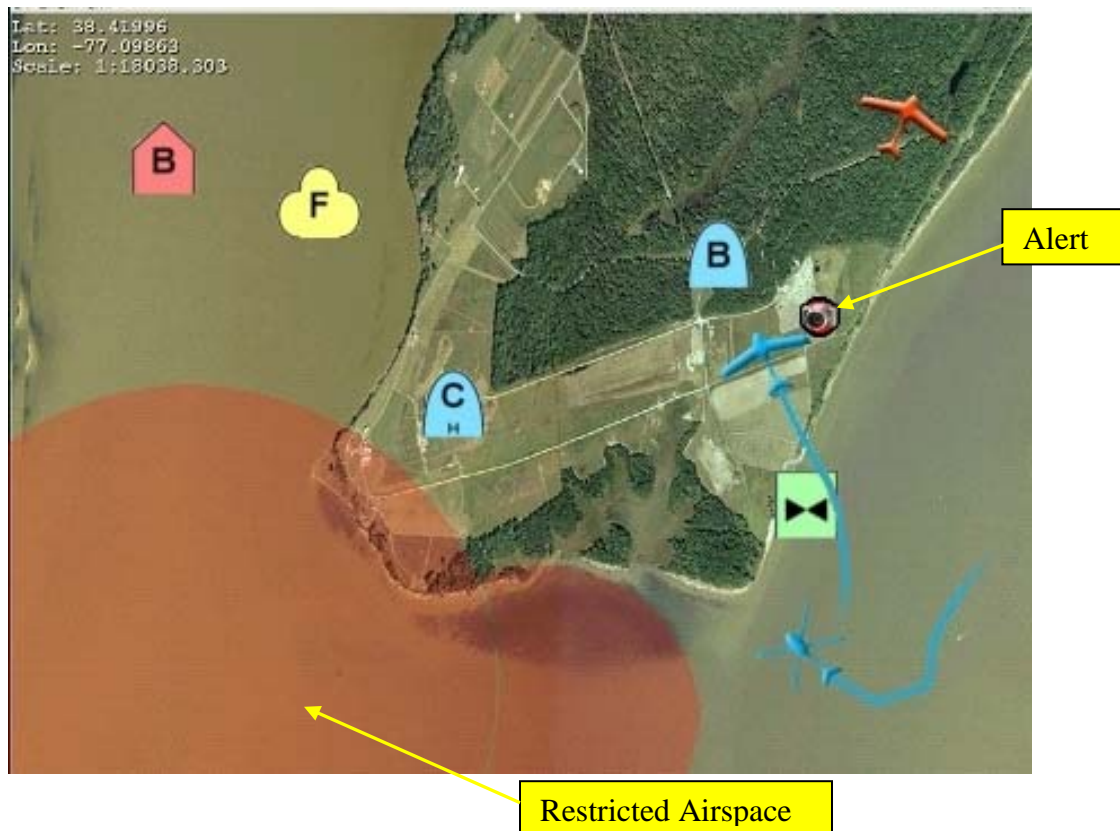 Lat: 38.41996
Lon: -77.09863
Scale: 1:18038.303
B
F
B
Alert
C
H
Restricted Airspace